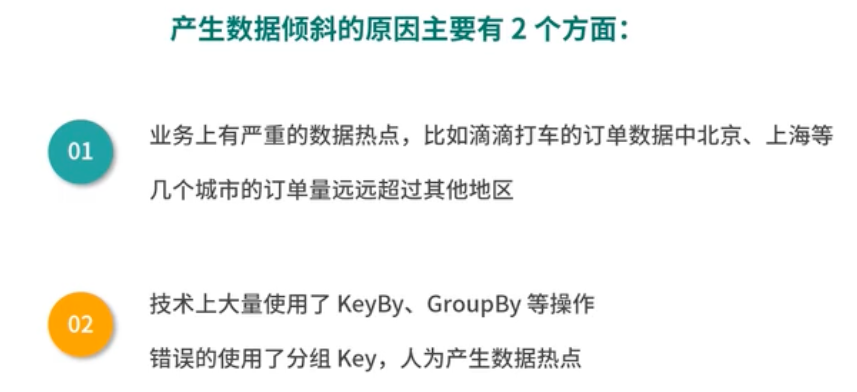 产生数据倾斜的原因主要有 2 个方面：
01
业务上有严重的数据热点，比如滴滴打车的订单数据中北京、上海等
几个城市的订单量远远超过其他地区
02
技术上大量使用了 KeyBy、GroupBy 等操作
错误的使用了分组 Key，人为产生数据热点